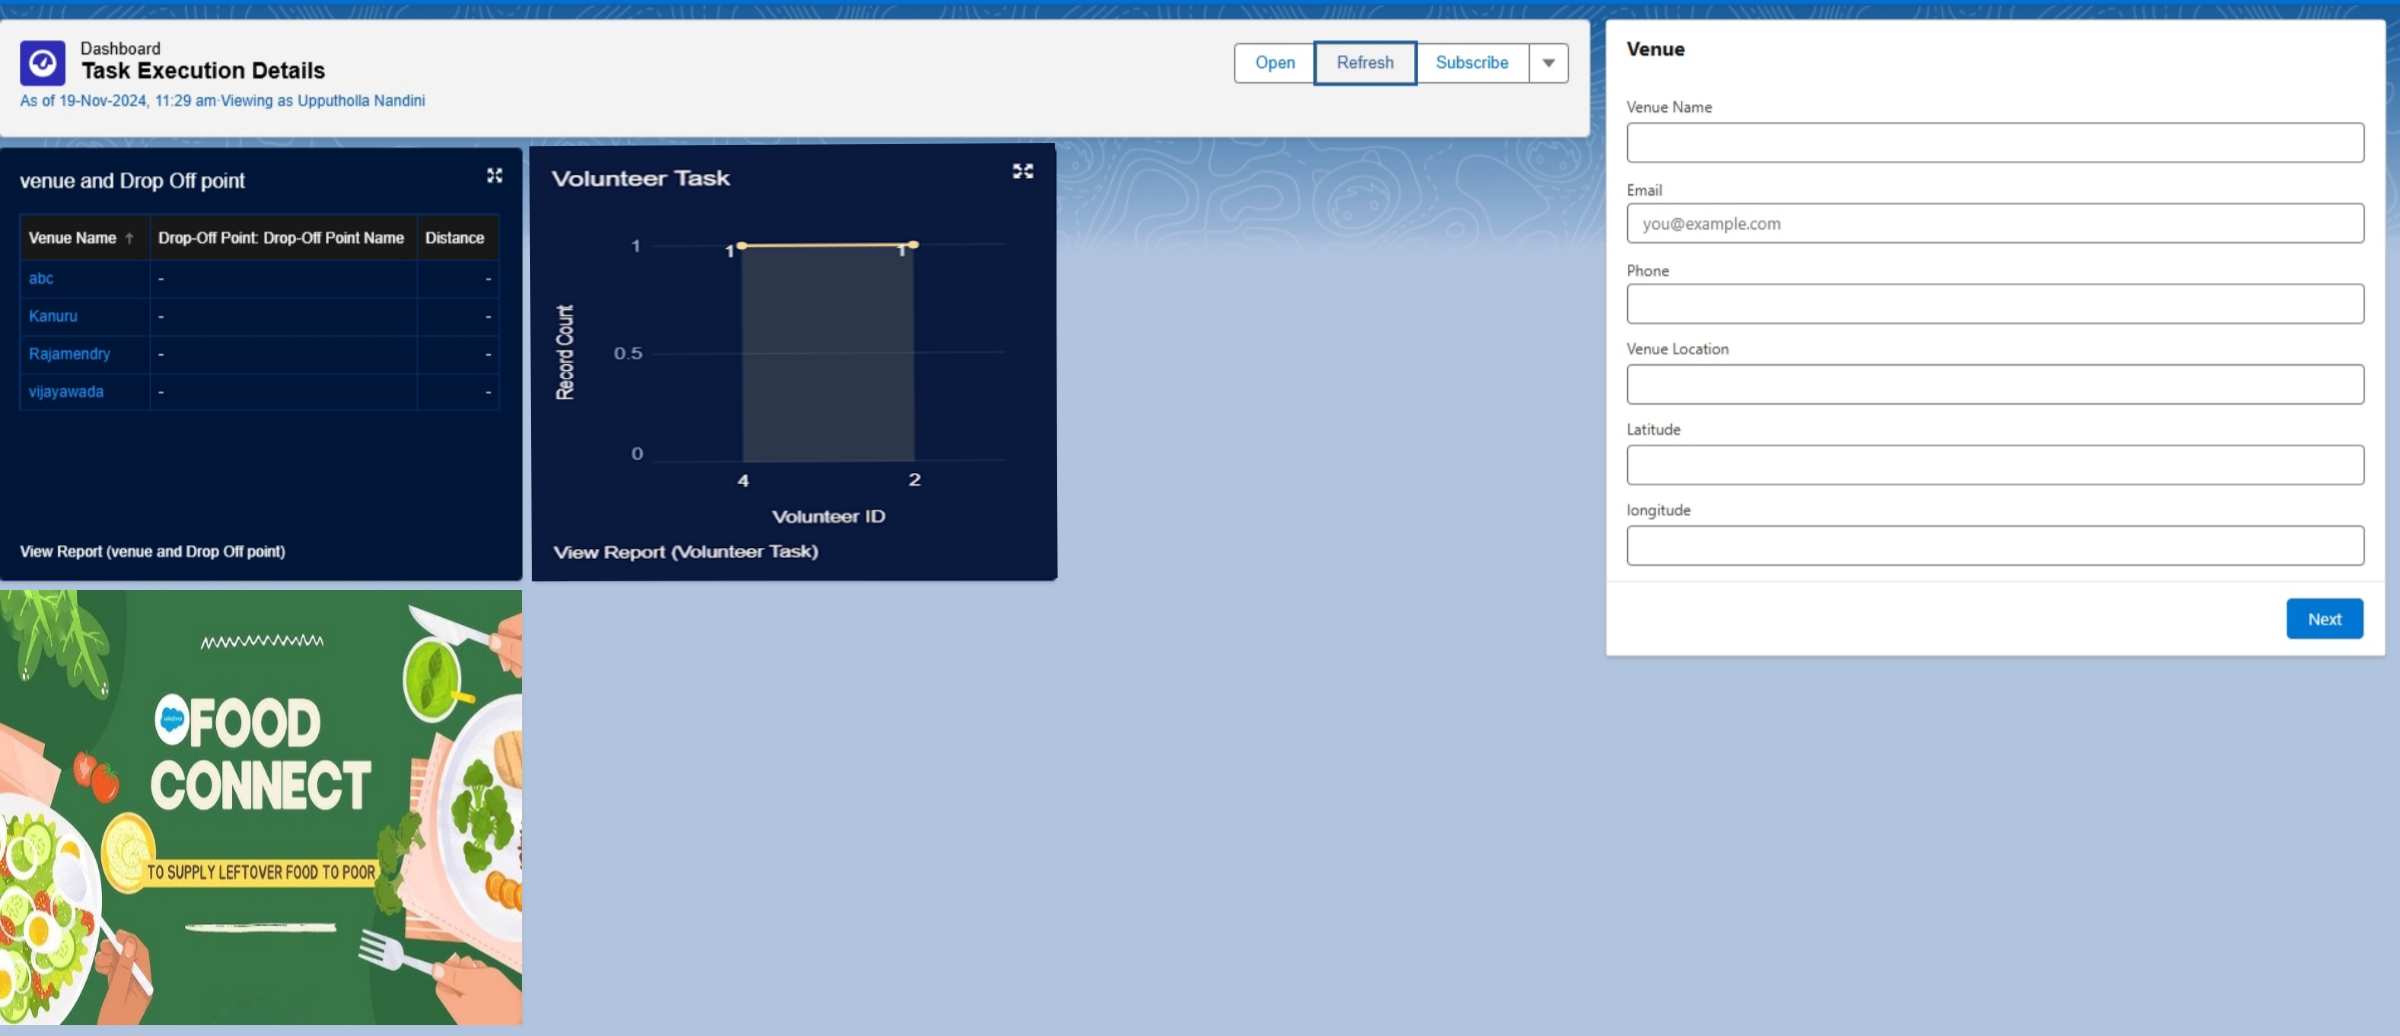 Dashboard
Task Execution Details
As of 19-Nov-2024, 11:29 am·Viewing as Upputholla Nandini
Open
Refresh
Subscribe
venue and Drop Off point
Venue Name ↑ Drop-Off Point: Drop-Off Point Name Distance
abc - -
Kanuru - -
Rajamendry - -
vijayawada - -
View Report (venue and Drop Off point)
Volunteer Task
Record Count
1
0.5
0
1 1
4 2
Volunteer ID
View Report (Volunteer Task)
FOOD
CONNECT
TO SUPPLY LEFTOVER FOOD TO POOR
Venue
Venue Name
Email
you@example.com
Phone
Venue Location
Latitude
longitude
Next